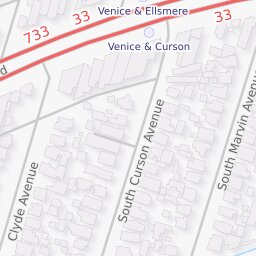 Venice & Ellsmere
33
33
733
Venice & Curson
d
Clyde Avenue
South Curson Avenue
South Marvin Avenue